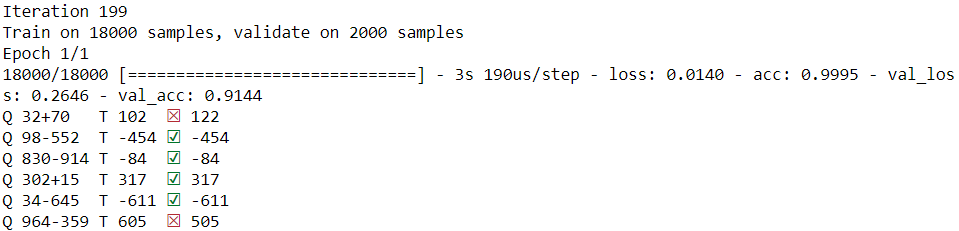 Iteration 199
Train on 18000 samples, validate on 2000 samples
Epoch 1/1
18000/18000 [==============================] - 3s 190us/step - loss: 0.0140 - acc: 0.9995 - val_los
s: 0.2646 - val_acc: 0.9144
Q 32+70   T 102  ☒ 122
Q 98-552  T -454 ☑ -454
Q 830-914 T -84  ☑ -84
Q 302+15  T 317  ☑ 317
Q 34-645  T -611 ☑ -611
Q 964-359 T 605  ☒ 505